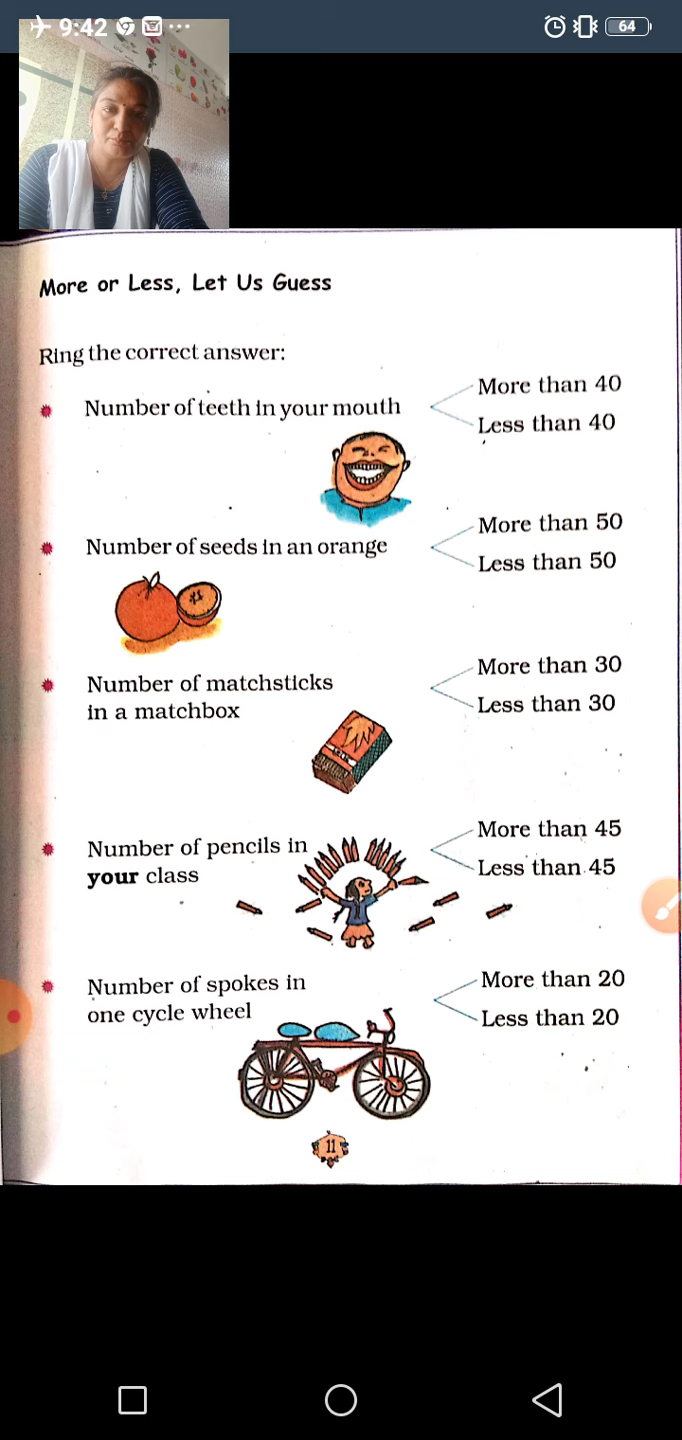 9:42
64
More or Less, Let Us Guess
Ring the correct answer:
Number of teeth in your mouth
More than 40
Less than 40
Number of seeds in an orange
More than 50
Less than 50
Number of matchsticks
in a matchbox
More than 30
Less than 30
Number of pencils in
your class
More than 45
Less than 45
Number of spokes in
one cycle wheel
More than 20
Less than 20
11